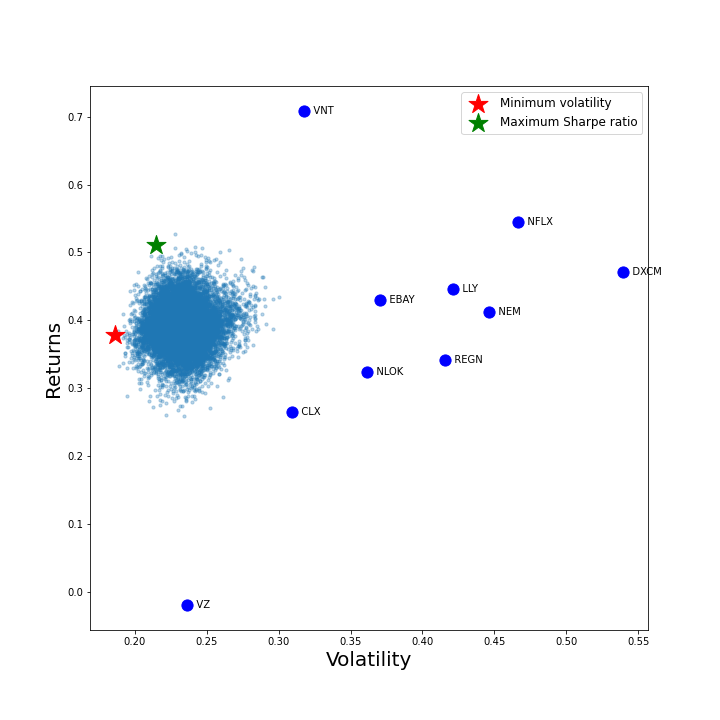 Minimum volatility
Maximum Sharpe ratio
0.7
VNT
0.6
NFLX
0.5
DXCM
LLY
EBAY
0.4
NEM
REGN
NLOK
0.3
CLX
0.2
0.1
0.0
VZ
Returns
0.20 0.25 0.30 0.35 0.40 0.45 0.50 0.55
Volatility